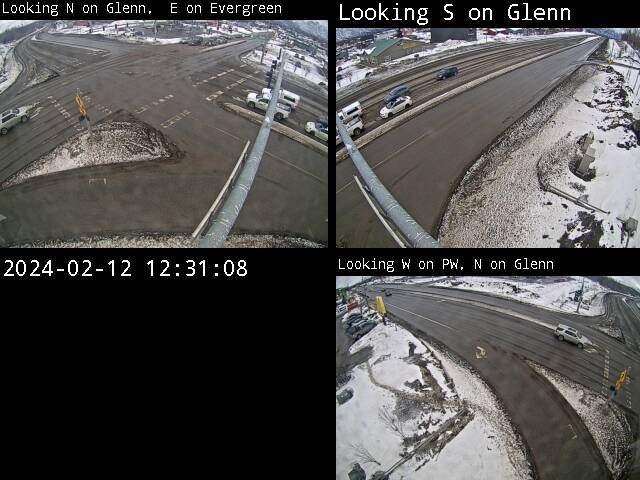 Looking N on Glenn,  E on Evergreen
Looking S on Glenn
2024-02-12 12:31:08
Looking W on PW, N on Glenn